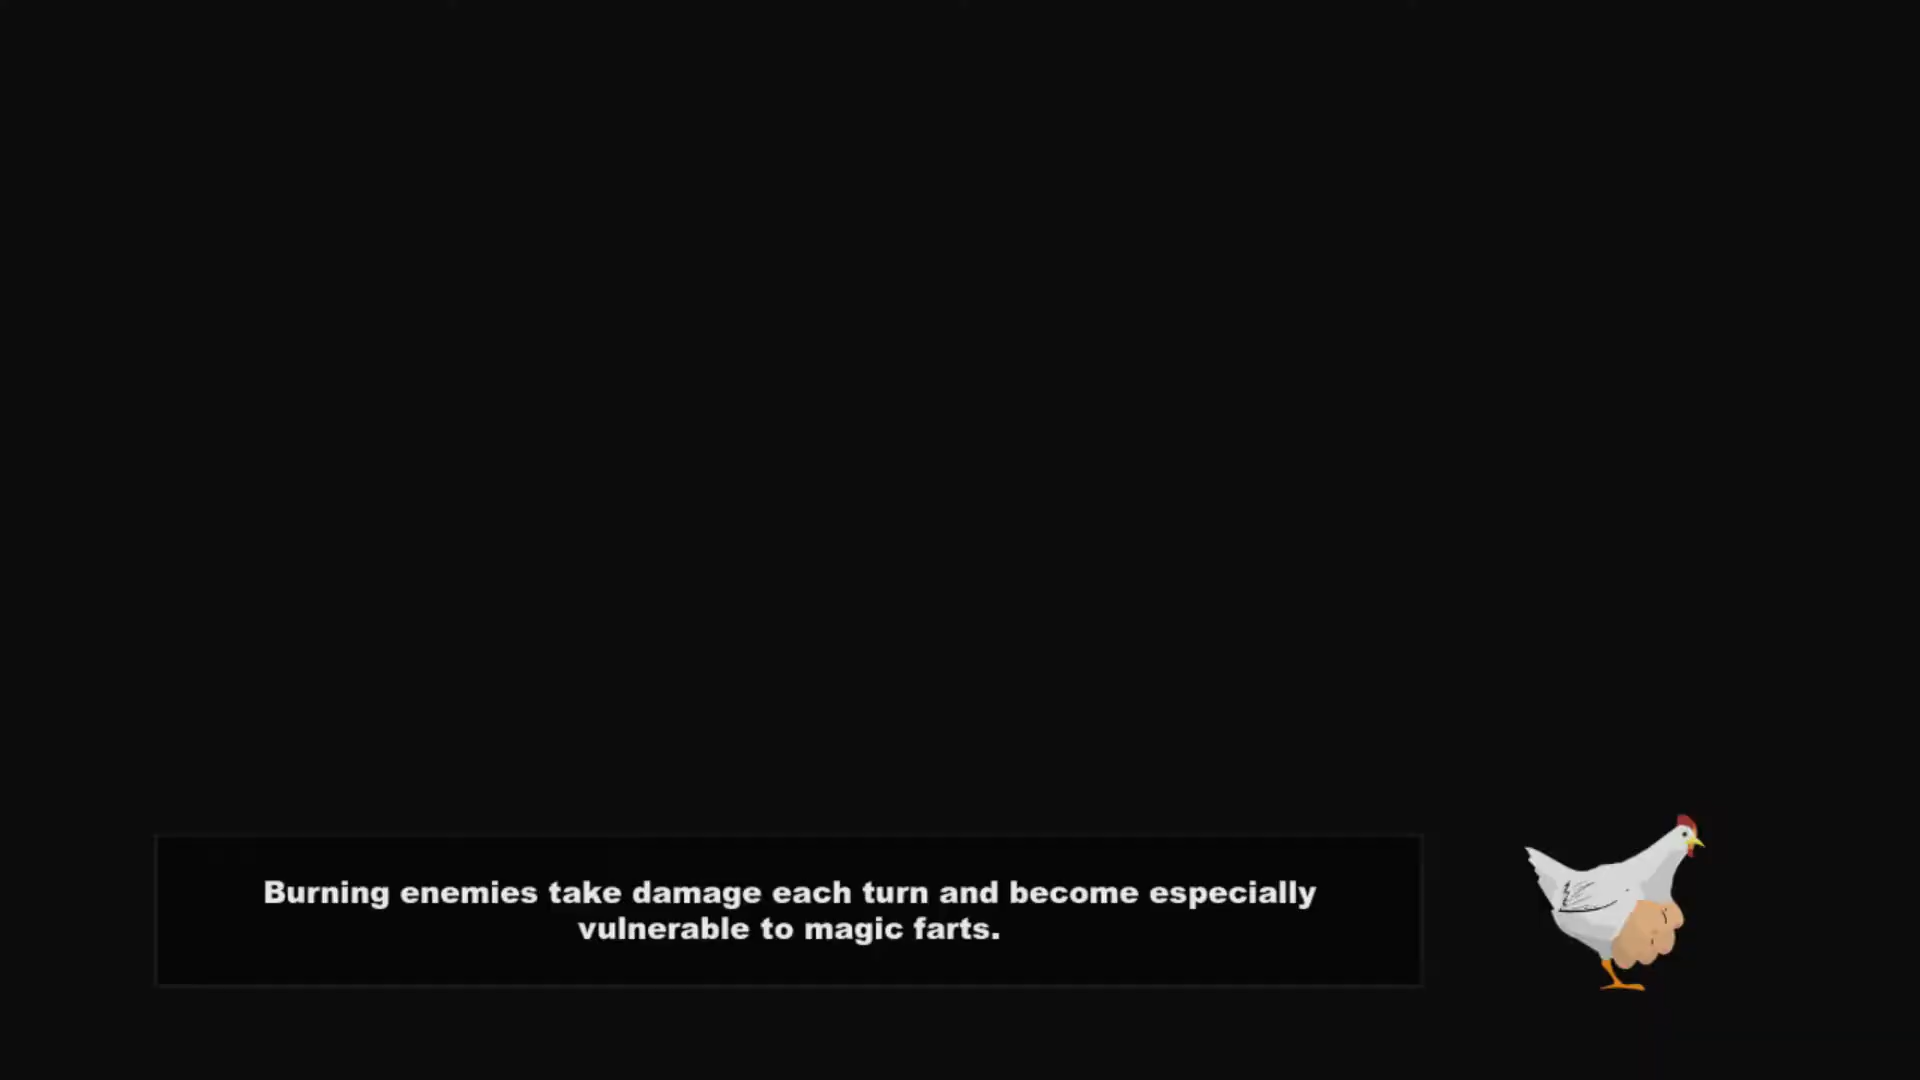 Burning enemies take damage each turn and become especially
vulnerable to magic farts.